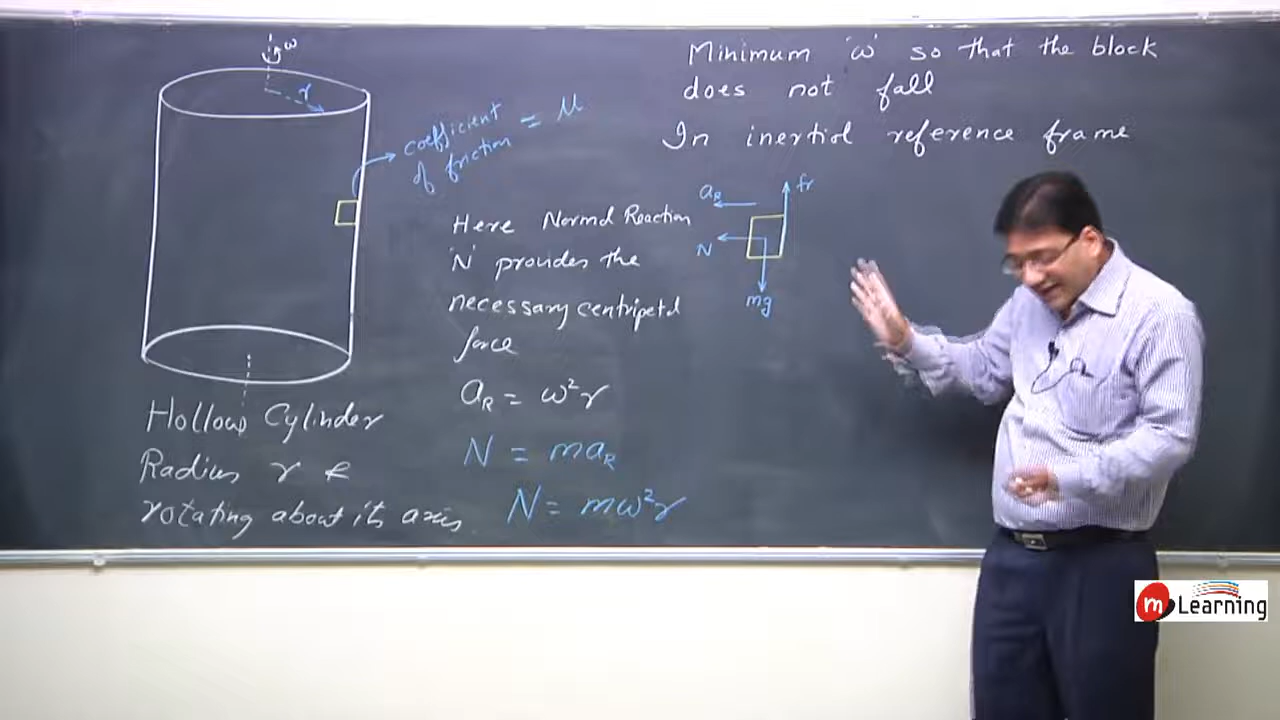 ω
r
coefficient
of friction = μ
Hollow Cylinder
Radius r &
rotating about its axis
Minimum 'ω' so that the block
does not fall
In inertial reference frame
Here Normal Reaction
'N' provides the
necessary centripetal
force
a_R = ω²r
N = ma_R
N = mω²r
a_R
fr
N
mg
m Learning